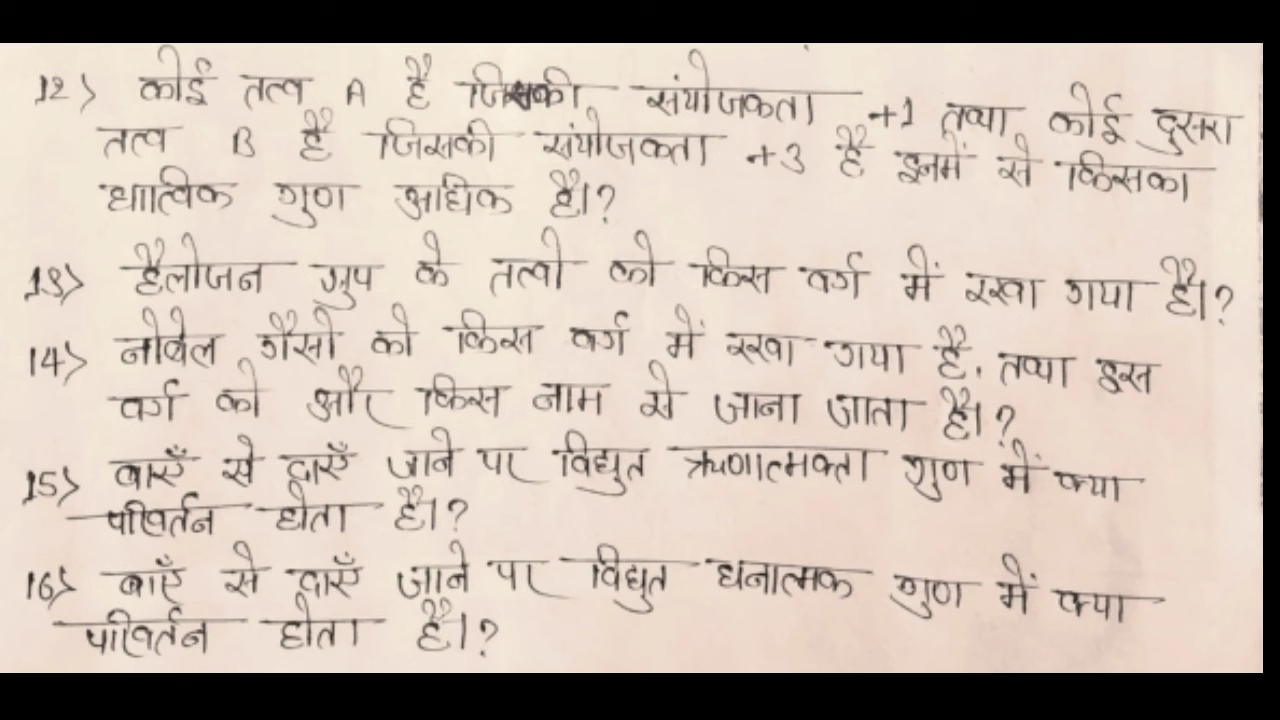 12> कोई तत्व A है जिसकी संयोजकता +1 तथा कोई दुसरा
तत्व B है जिसकी संयोजकता +3 है इनमें से किसका
धात्विक गुण अधिक है।?
13> हैलोजन ग्रुप के तत्वो को किस वर्ग में रखा गया है।?
14> नोबेल गैसो को किस वर्ग में रखा गया है, तथा इस
वर्ग को और किस नाम से जाना जाता है।?
15> बाएँ से दाएँ जाने पर विद्युत ऋणात्मक्ता गुण में क्या
परिवर्तन होता है।?
16> बाएँ से दाएँ जाने पर विद्युत धनात्मक गुण में क्या
परिवर्तन होता है।?